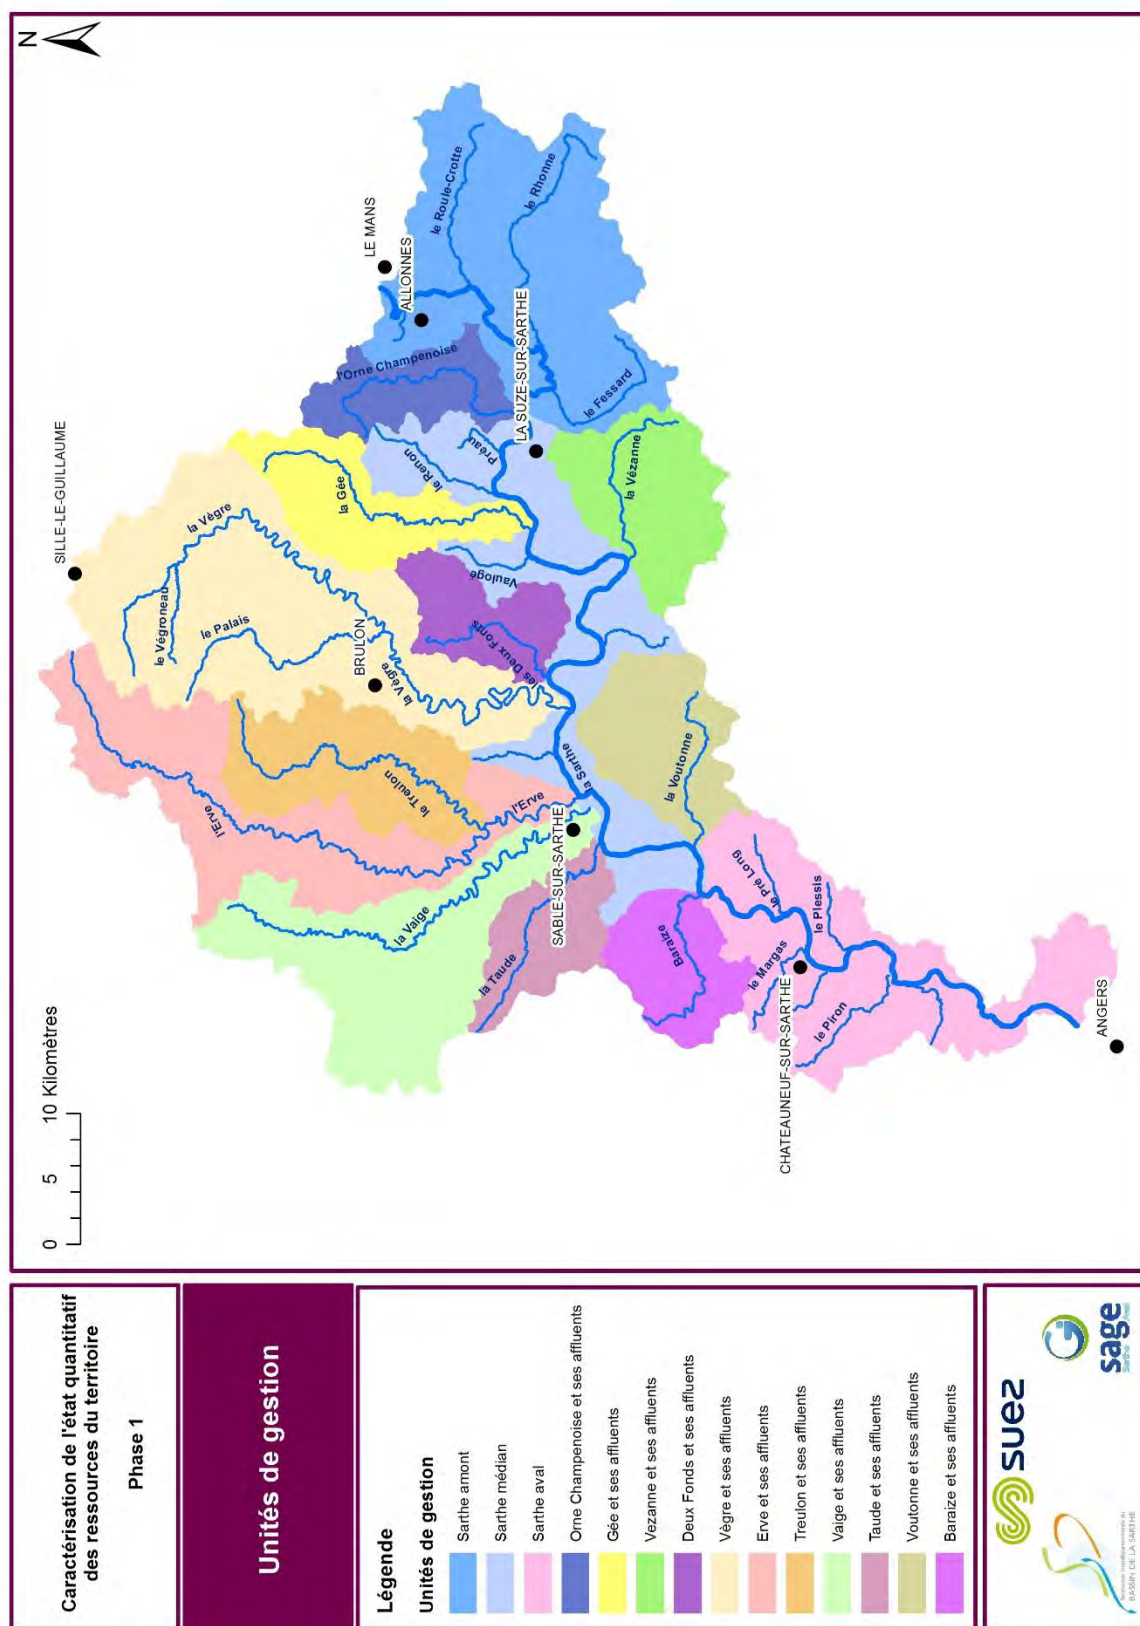 Caractérisation de l'état quantitatif
des ressources du territoire
Phase 1
Unités de gestion
Légende
Unités de gestion
Sarthe amont
Sarthe médian
Sarthe aval
Orne Champenoise et ses affluents
Gée et ses affluents
Vezanne et ses affluents
Deux Fonds et ses affluents
Vègre et ses affluents
Erve et ses affluents
Treulon et ses affluents
Vaige et ses affluents
Taude et ses affluents
Voutonne et ses affluents
Baraize et ses affluents
suez
sage
BASSIN DE LA SARTHE
0 5 10 Kilomètres
N
SILLE-LE-GUILLAUME
LE MANS
ALLONNES
le Roule-Crotte
le Rhonne
l'Orne Champenoise
LA SUZE-SUR-SARTHE
le Fessard
Préau
le Renon
la Gée
la Vézanne
Vaulogé
les Deux Fonts
la Vègre
le Végroneau
le Palais
BRULON
la Vègre
la Sarthe
la Voutonne
le Treulon
l'Erve
l'Erve
SABLE-SUR-SARTHE
la Vaige
la Taude
Baraize
le Pré Long
le Plessis
le Margas
CHATEAUNEUF-SUR-SARTHE
le Piron
ANGERS